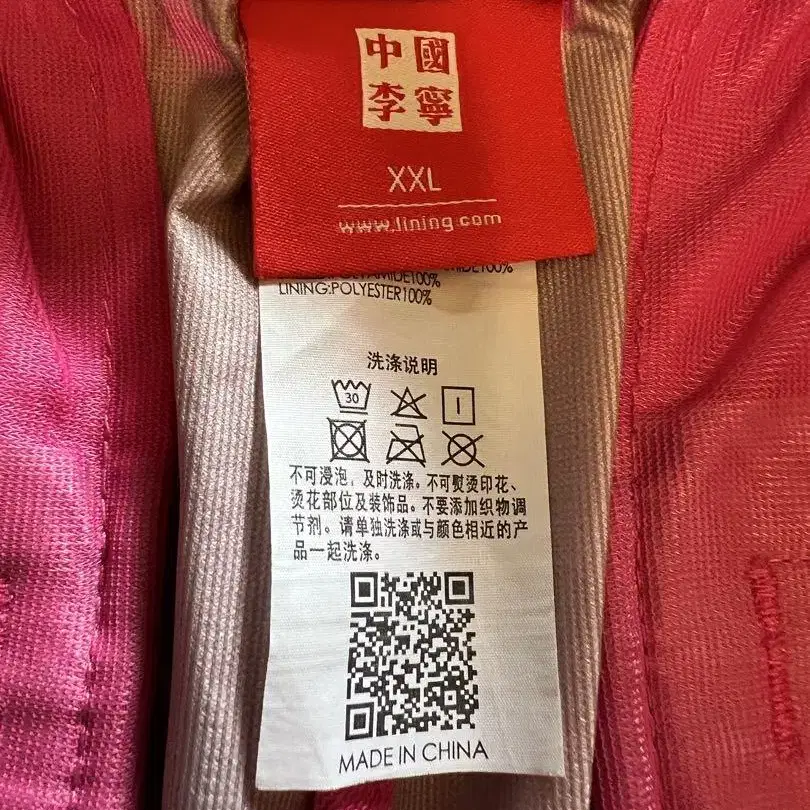 中國
李寧
XXL
www.lining.com
LINING:POLYESTER100%
洗涤说明
30
不可浸泡，及时洗涤。不可熨烫印花、
烫花部位及装饰品。不要添加织物调
节剂。请单独洗涤或与颜色相近的产
品一起洗涤。
MADE IN CHINA